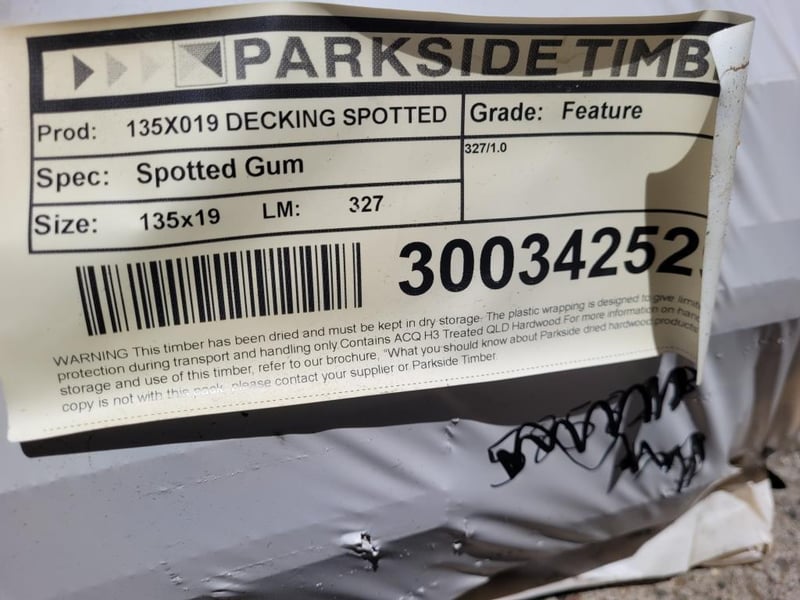 PARKSIDE TIMB
Prod: 135X019 DECKING SPOTTED
Grade: Feature
Spec: Spotted Gum
327/1.0
Size: 135x19 LM: 327
30034252
WARNING This timber has been dried and must be kept in dry storage. The plastic wrapping is designed to give limit
protection during transport and handling only Contains ACQ H3 Treated QLD Hardwood.For more information on han
storage and use of this timber, refer to our brochure, "What you should know about Parkside dried hardwood productio
copy is not with this pack, please contact your supplier or Parkside Timber